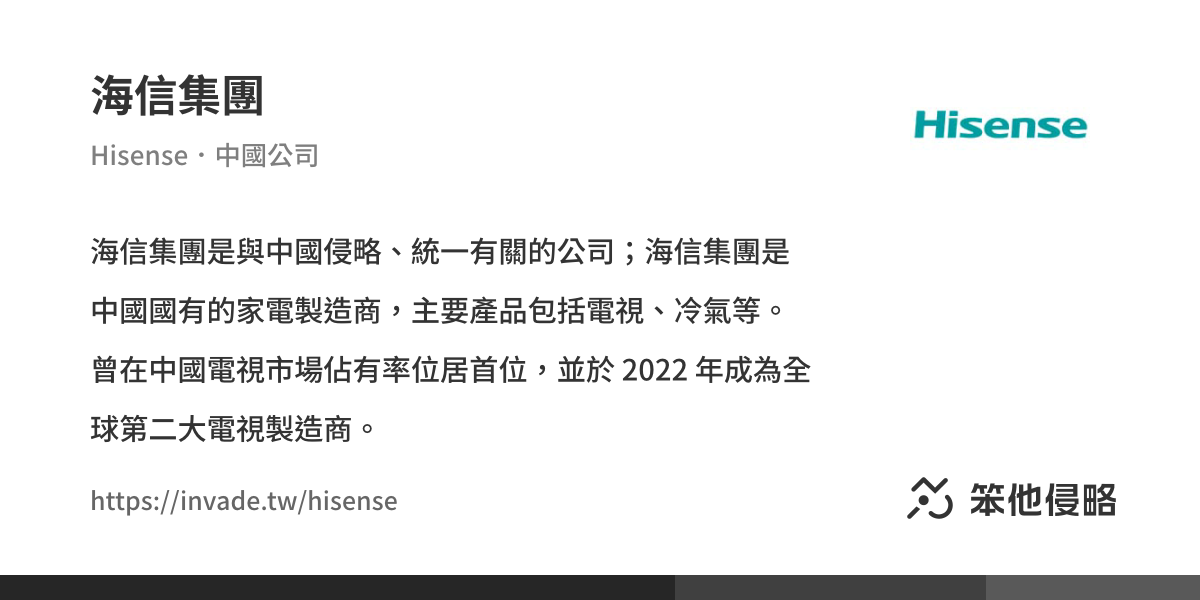 海信集團
Hisense・中國公司
Hisense
海信集團是與中國侵略、統一有關的公司；海信集團是
中國國有的家電製造商，主要產品包括電視、冷氣等。
曾在中國電視市場佔有率位居首位，並於 2022 年成為全
球第二大電視製造商。
https://invade.tw/hisense
笨他侵略